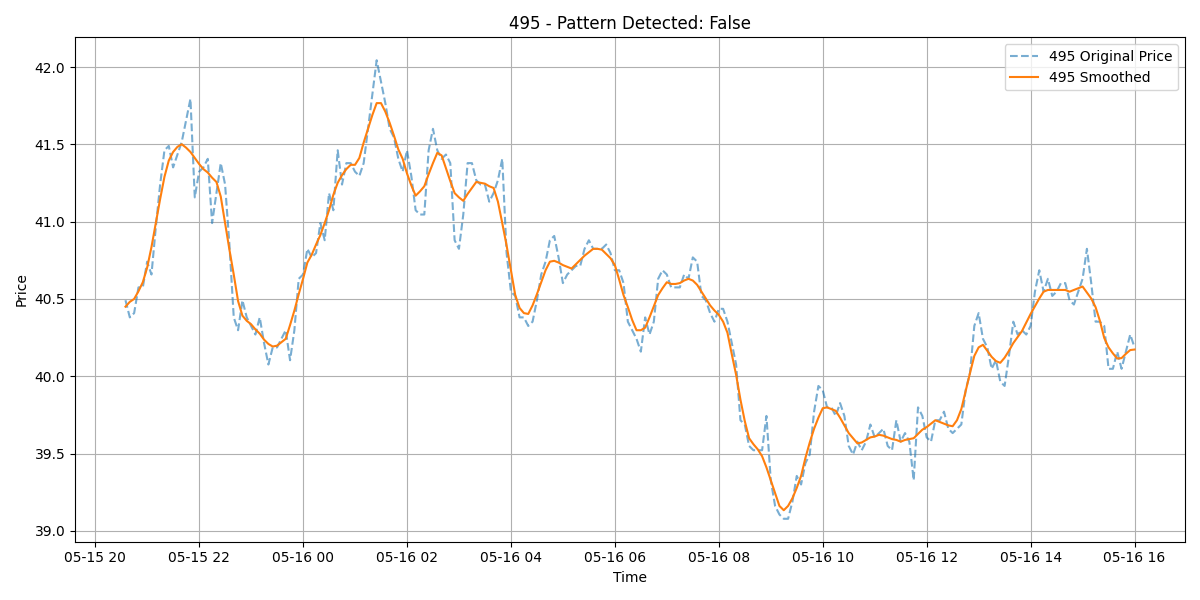 495 - Pattern Detected: False
495 Original Price
495 Smoothed
Price
42.0
41.5
41.0
40.5
40.0
39.5
39.0
05-15 20 05-15 22 05-16 00 05-16 02 05-16 04 05-16 06 05-16 08 05-16 10 05-16 12 05-16 14 05-16 16
Time